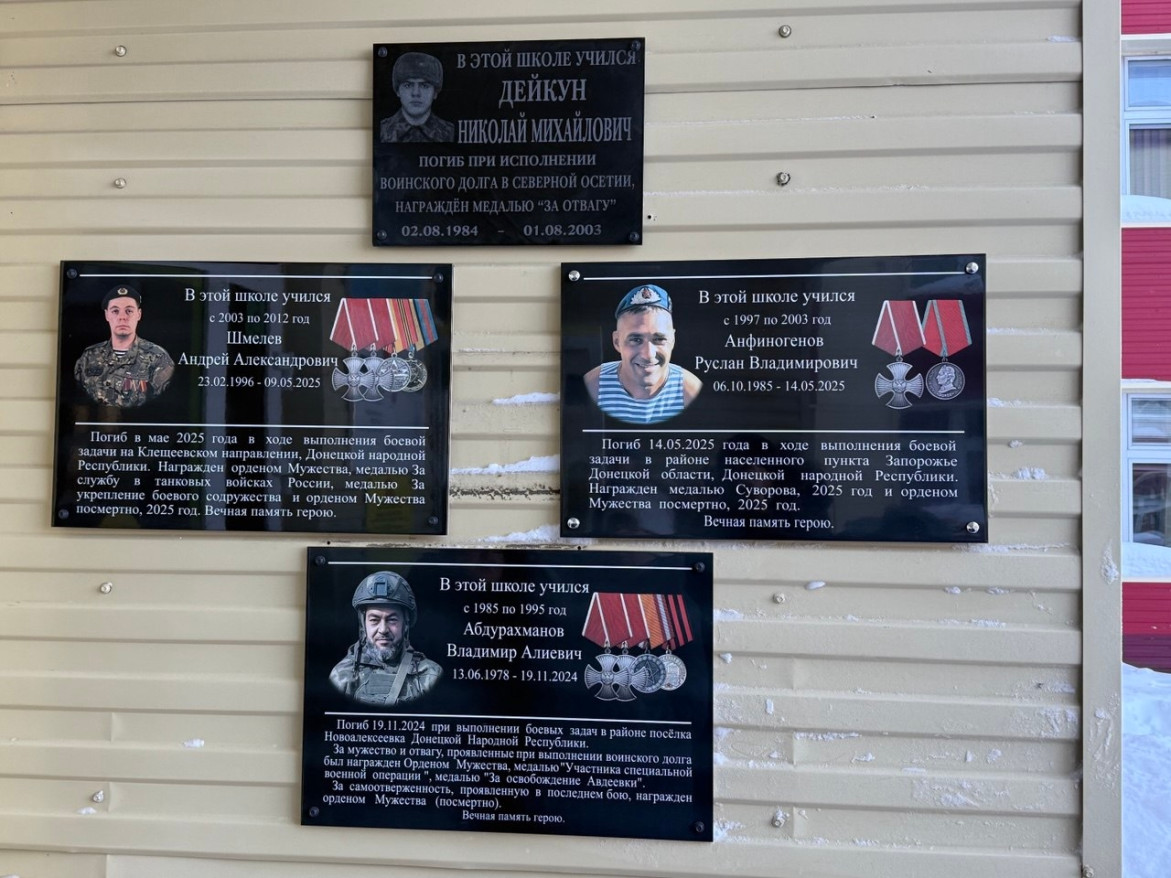 В ЭТОЙ ШКОЛЕ УЧИЛСЯ
ДЕЙКУН
НИКОЛАЙ МИХАЙЛОВИЧ
ПОГИБ ПРИ ИСПОЛНЕНИИ
ВОИНСКОГО ДОЛГА В СЕВЕРНОЙ ОСЕТИИ,
НАГРАЖДЁН МЕДАЛЬЮ "ЗА ОТВАГУ"
02.08.1984 - 01.08.2003
В этой школе учился
с 2003 по 2012 год
Шмелев
Андрей Александрович
23.02.1996 - 09.05.2025
Погиб в мае 2025 года в ходе выполнения боевой
задачи на Клещеевском направлении, Донецкой народной
Республики. Награжден орденом Мужества, медалью За
службу в танковых войсках России, медалью За
укрепление боевого содружества и орденом Мужества
посмертно, 2025 год. Вечная память герою.
В этой школе учился
с 1997 по 2003 год
Анфиногенов
Руслан Владимирович
06.10.1985 - 14.05.2025
Погиб 14.05.2025 года в ходе выполнения боевой
задачи в районе населенного пункта Запорожье
Донецкой области, Донецкой народной Республики.
Награжден медалью Суворова, 2025 год и орденом
Мужества посмертно, 2025 год.
Вечная память герою.
В этой школе учился
с 1985 по 1995 год
Абдурахманов
Владимир Алиевич
13.06.1978 - 19.11.2024
Погиб 19.11.2024 при выполнении боевых задач в районе посёлка
Новоалексеевка Донецкой Народной Республики.
За мужество и отвагу, проявленные при выполнении воинского долга
был награжден Орденом Мужества, медалью "Участника специальной
военной операции", медалью "За освобождение Авдеевки".
За самоотверженность, проявленную в последнем бою, награжден
орденом Мужества (посмертно).
Вечная память герою.